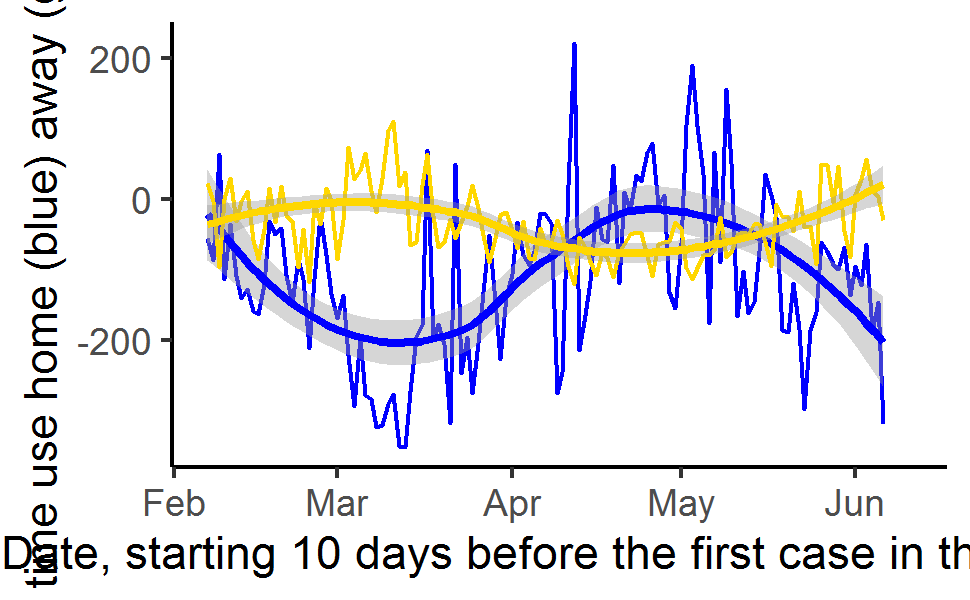 time use home (blue) away (
200
0
-200
Feb Mar Apr May Jun
Date, starting 10 days before the first case in th